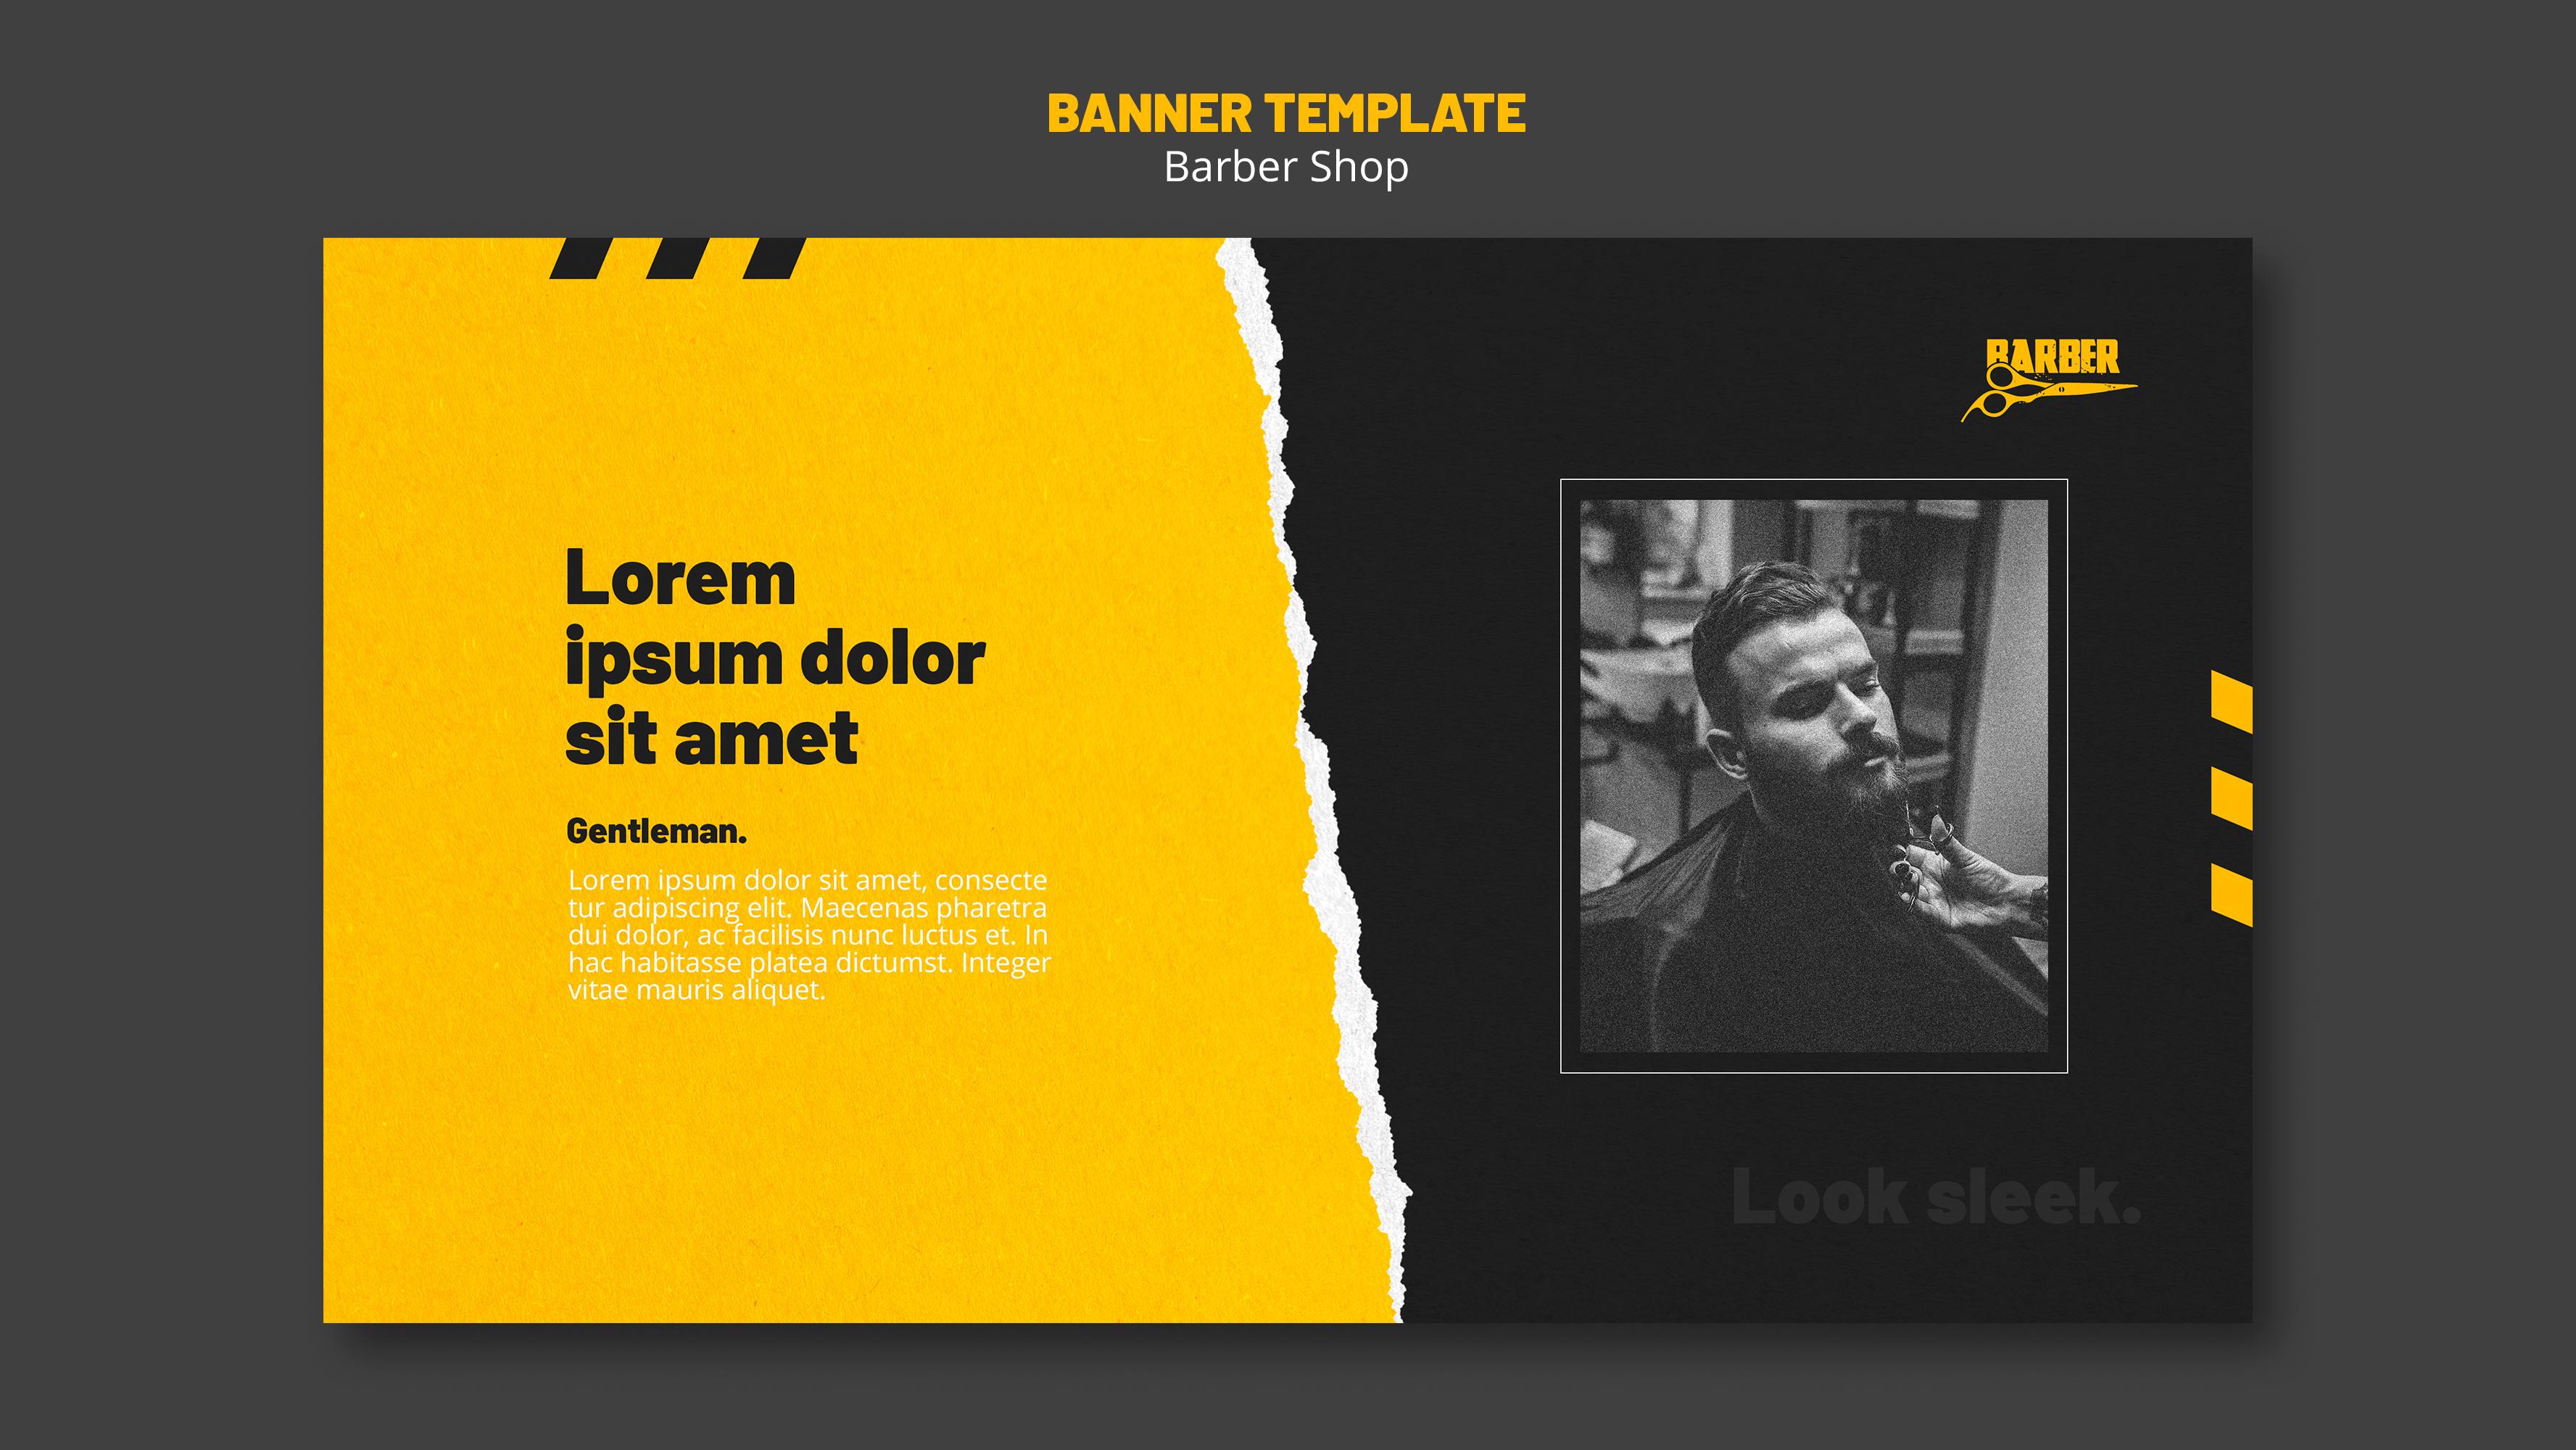 BANNER TEMPLATE
Barber Shop
BARBER
Lorem
ipsum dolor
sit amet
Gentleman.
Lorem ipsum dolor sit amet, consecte
tur adipiscing elit. Maecenas pharetra
dui dolor, ac facilisis nunc luctus et. In
hac habitasse platea dictumst. Integer
vitae mauris aliquet.
Look sleek.